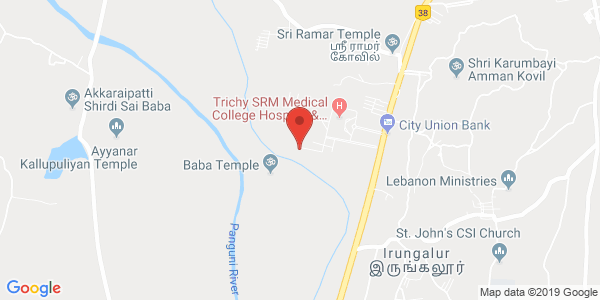 38
Sri Ramar Temple
ஸ்ரீ ராமர்
கோவில்
Shri Karumbayi
Amman Kovil
Akkaraipatti
Shirdi Sai Baba
Trichy SRM Medical
College Hospital &...
H
City Union Bank
Ayyanar
Kallupuliyan Temple
Baba Temple
Lebanon Ministries
St. John's CSI Church
Panguni River
Irungalur
இருங்கலூர்
Google
Map data ©2019 Google